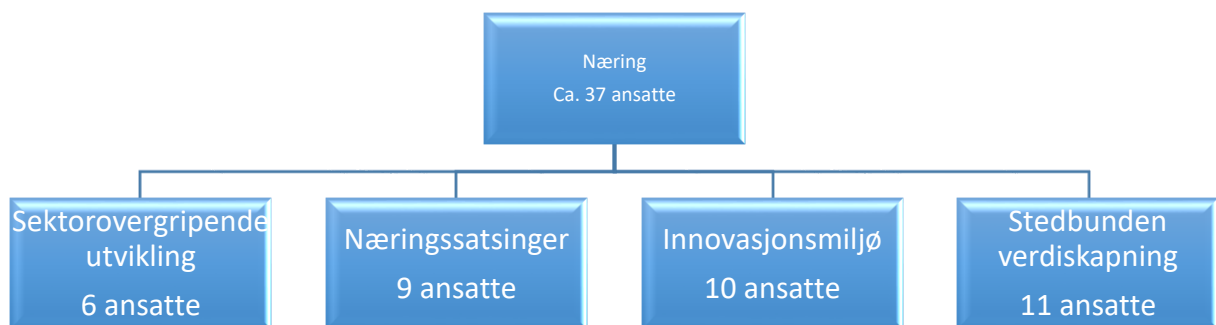 Næring
Ca. 37 ansatte
Sektorovergripende
utvikling
6 ansatte
Næringssatsinger
9 ansatte
Innovasjonsmiljø
10 ansatte
Stedbunden
verdiskapning
11 ansatte